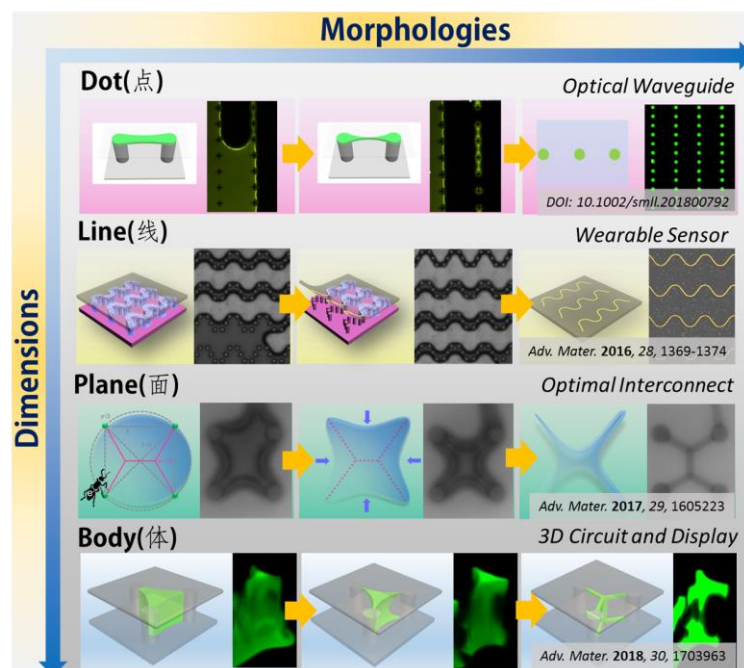 Morphologies
Dimensions
Dot(点)
Optical Waveguide
DOI: 10.1002/smll.201800792
Line(线)
Wearable Sensor
Adv. Mater. 2016, 28, 1369-1374
Plane(面)
Optimal Interconnect
Adv. Mater. 2017, 29, 1605223
Body(体)
3D Circuit and Display
Adv. Mater. 2018, 30, 1703963